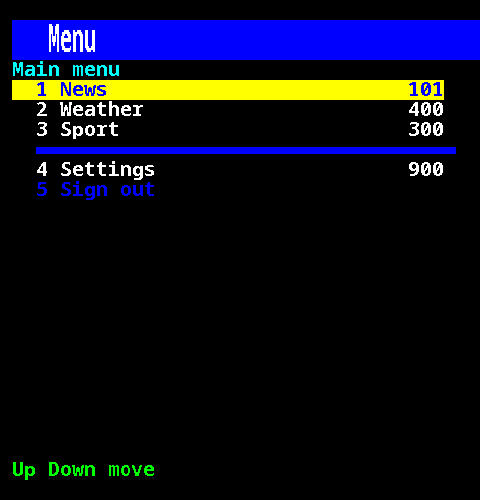 Menu
Main menu
1 News 101
2 Weather 400
3 Sport 300
4 Settings 900
5 Sign out
Up Down move